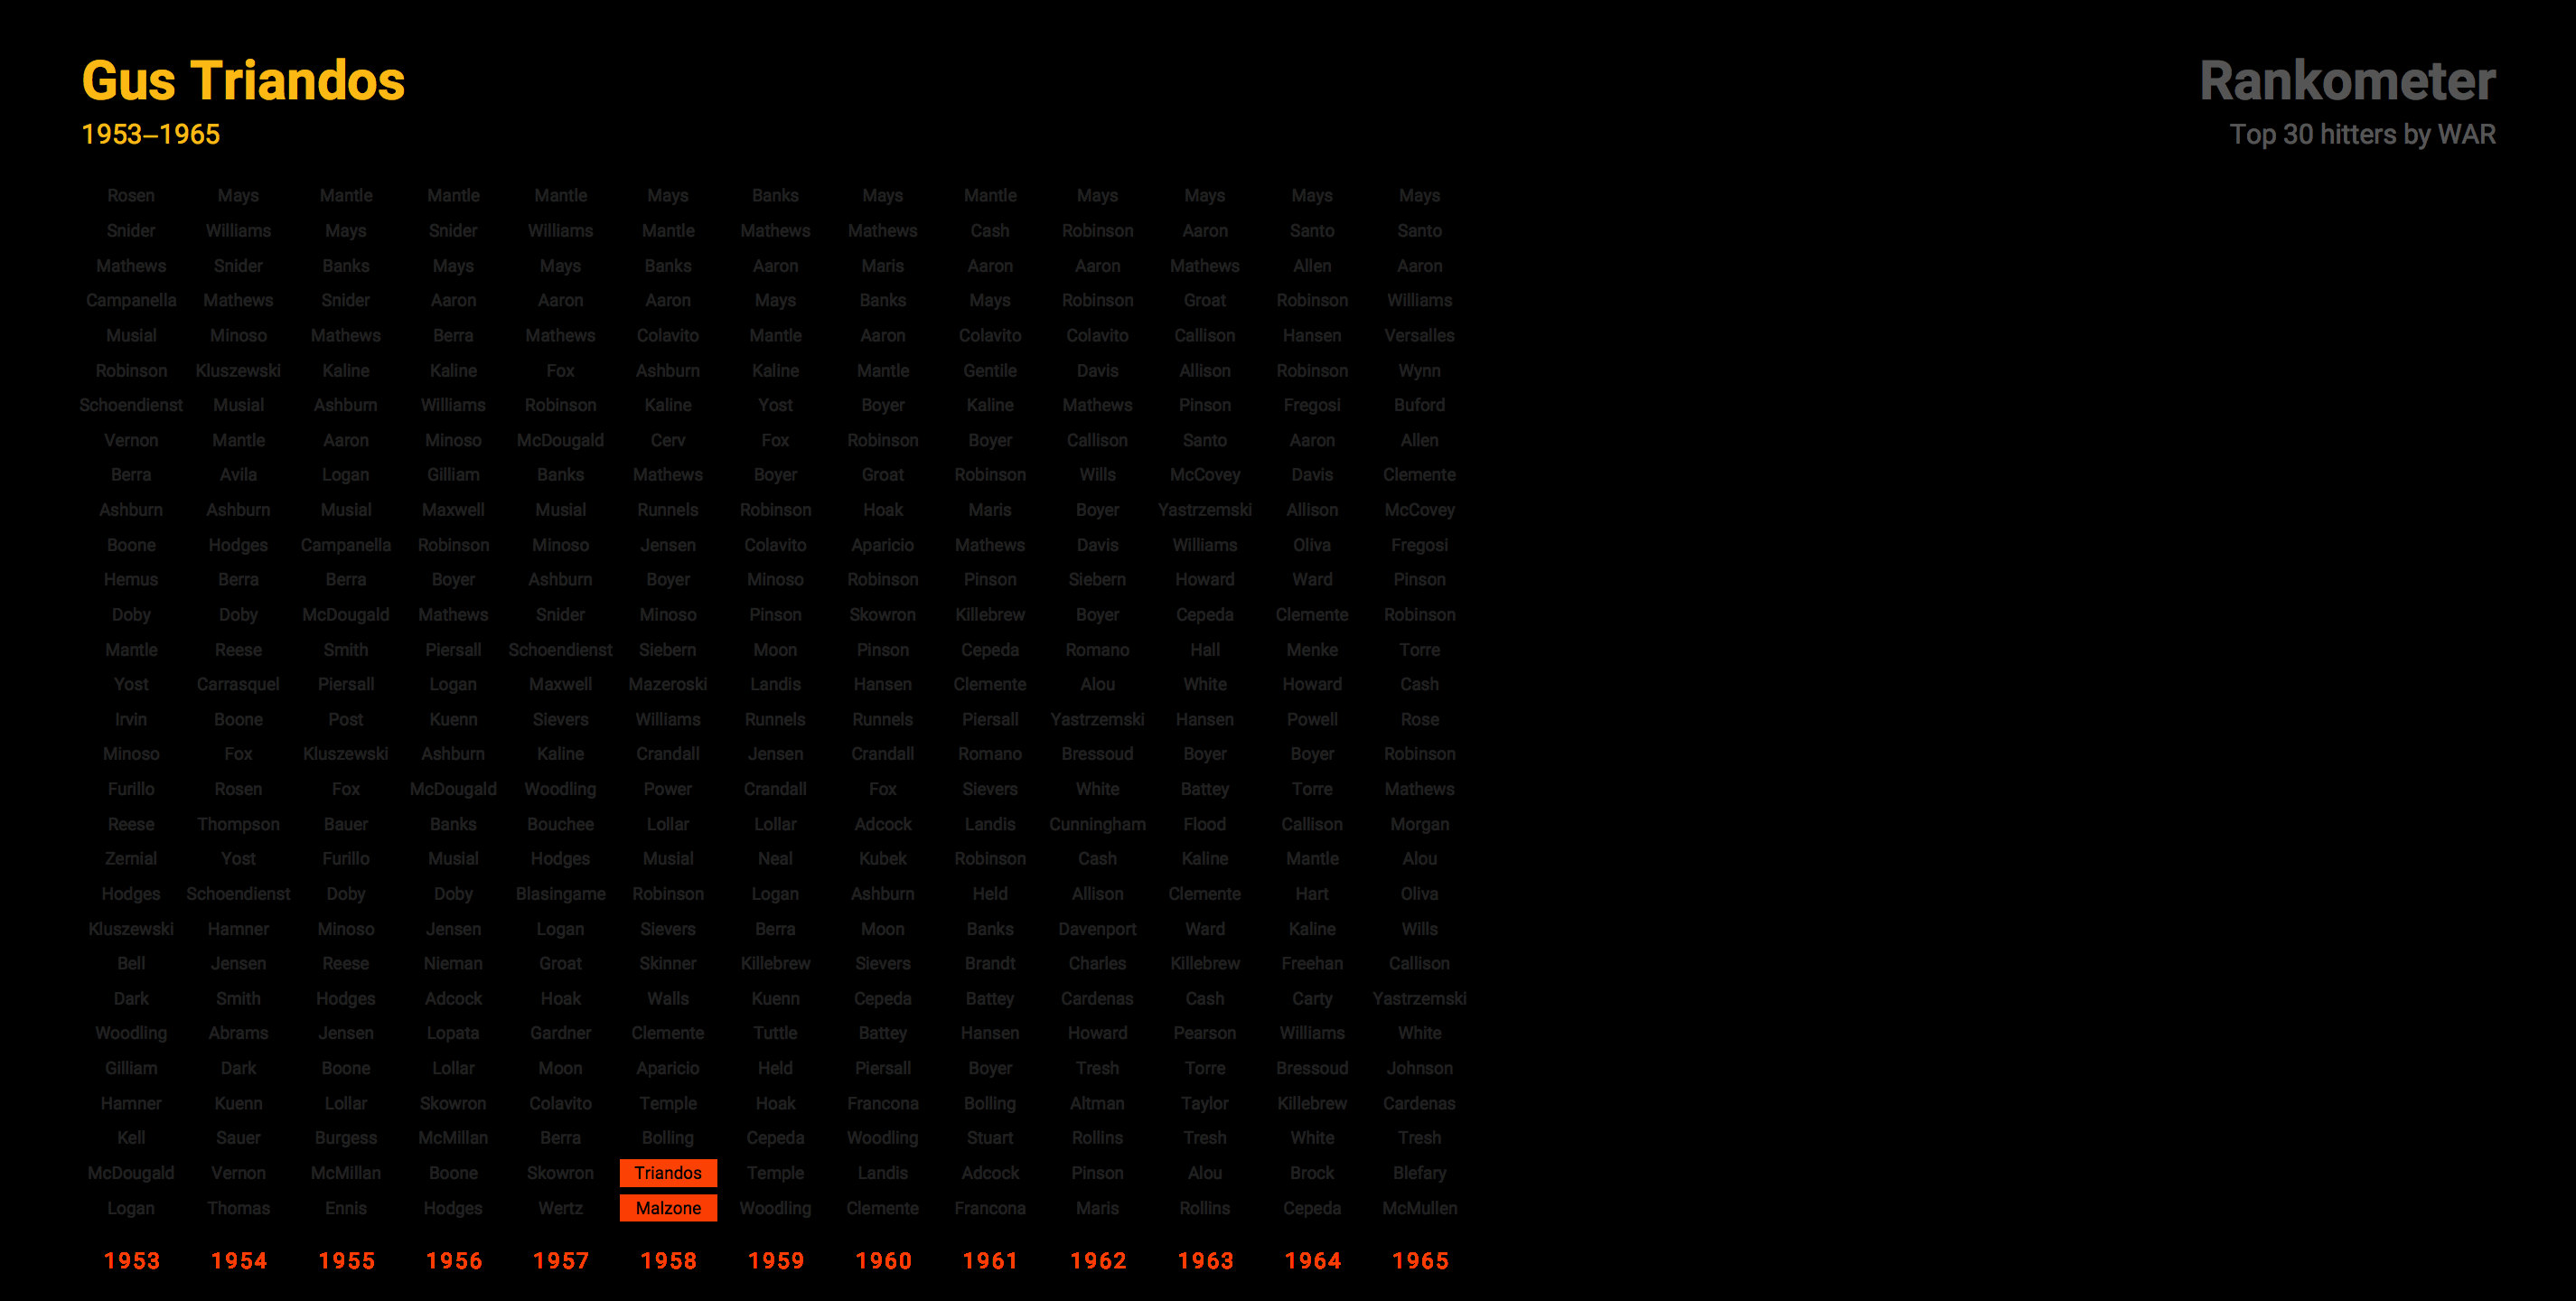 Gus Triandos
1953–1965
Rankometer
Top 30 hitters by WAR
Rosen Mays Mantle Mantle Mantle Mays Banks Mays Mantle Mays Mays Mays Mays
Snider Williams Mays Snider Williams Mantle Mathews Mathews Cash Robinson Aaron Santo Santo
Mathews Snider Banks Mays Mays Banks Aaron Maris Aaron Aaron Mathews Allen Aaron
Campanella Mathews Snider Aaron Aaron Aaron Mays Banks Mays Robinson Groat Robinson Williams
Musial Minoso Mathews Berra Mathews Colavito Mantle Aaron Colavito Colavito Callison Hansen Versalles
Robinson Kluszewski Kaline Kaline Fox Ashburn Kaline Mantle Gentile Davis Allison Robinson Wynn
Schoendienst Musial Ashburn Williams Robinson Kaline Yost Boyer Kaline Mathews Pinson Fregosi Buford
Vernon Mantle Aaron Minoso McDougald Cerv Fox Robinson Boyer Callison Santo Aaron Allen
Berra Avila Logan Gilliam Banks Mathews Boyer Groat Robinson Wills McCovey Davis Clemente
Ashburn Ashburn Musial Maxwell Musial Runnels Robinson Hoak Maris Boyer Yastrzemski Allison McCovey
Boone Hodges Campanella Robinson Minoso Jensen Colavito Aparicio Mathews Davis Williams Oliva Fregosi
Hemus Berra Berra Boyer Ashburn Boyer Minoso Robinson Pinson Siebern Howard Ward Pinson
Doby Doby McDougald Mathews Snider Minoso Pinson Skowron Killebrew Boyer Cepeda Clemente Robinson
Mantle Reese Smith Piersall Schoendienst Siebern Moon Pinson Cepeda Romano Hall Menke Torre
Yost Carrasquel Piersall Logan Maxwell Mazeroski Landis Hansen Clemente Alou White Howard Cash
Irvin Boone Post Kuenn Sievers Williams Runnels Runnels Piersall Yastrzemski Hansen Powell Rose
Minoso Fox Kluszewski Ashburn Kaline Crandall Jensen Crandall Romano Bressoud Boyer Boyer Robinson
Furillo Rosen Fox McDougald Woodling Power Crandall Fox Sievers White Battey Torre Mathews
Reese Thompson Bauer Banks Bouchee Lollar Lollar Adcock Landis Cunningham Flood Callison Morgan
Zernial Yost Furillo Musial Hodges Musial Neal Kubek Robinson Cash Kaline Mantle Alou
Hodges Schoendienst Doby Doby Blasingame Robinson Logan Ashburn Held Allison Clemente Hart Oliva
Kluszewski Hamner Minoso Jensen Logan Sievers Berra Moon Banks Davenport Ward Kaline Wills
Bell Jensen Reese Nieman Groat Skinner Killebrew Sievers Brandt Charles Killebrew Freehan Callison
Dark Smith Hodges Adcock Hoak Walls Kuenn Cepeda Battey Cardenas Cash Carty Yastrzemski
Woodling Abrams Jensen Lopata Gardner Clemente Tuttle Battey Hansen Howard Pearson Williams White
Gilliam Dark Boone Lollar Moon Aparicio Held Piersall Boyer Tresh Torre Bressoud Johnson
Hamner Kuenn Lollar Skowron Colavito Temple Hoak Francona Bolling Altman Taylor Killebrew Cardenas
Kell Sauer Burgess McMillan Berra Bolling Cepeda Woodling Stuart Rollins Tresh White Tresh
McDougald Vernon McMillan Boone Skowron Triandos Temple Landis Adcock Pinson Alou Brock Blefary
Logan Thomas Ennis Hodges Wertz Malzone Woodling Clemente Francona Maris Rollins Cepeda McMullen
1953 1954 1955 1956 1957 1958 1959 1960 1961 1962 1963 1964 1965